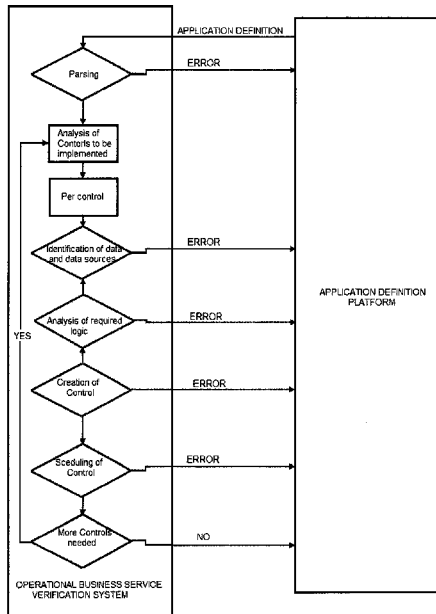 APPLICATION DEFINITION
Parsing
ERROR
Analysis of
Contorls to be
implemented
Per control
Identification of data
and data sources
ERROR
Analysis of required
logic
ERROR
YES
Creation of
Control
ERROR
Sceduling of
Control
ERROR
More Controls
needed
NO
OPERATIONAL BUSINESS SERVICE
VERIFICATION SYSTEM
APPLICATION DEFINITION
PLATFORM